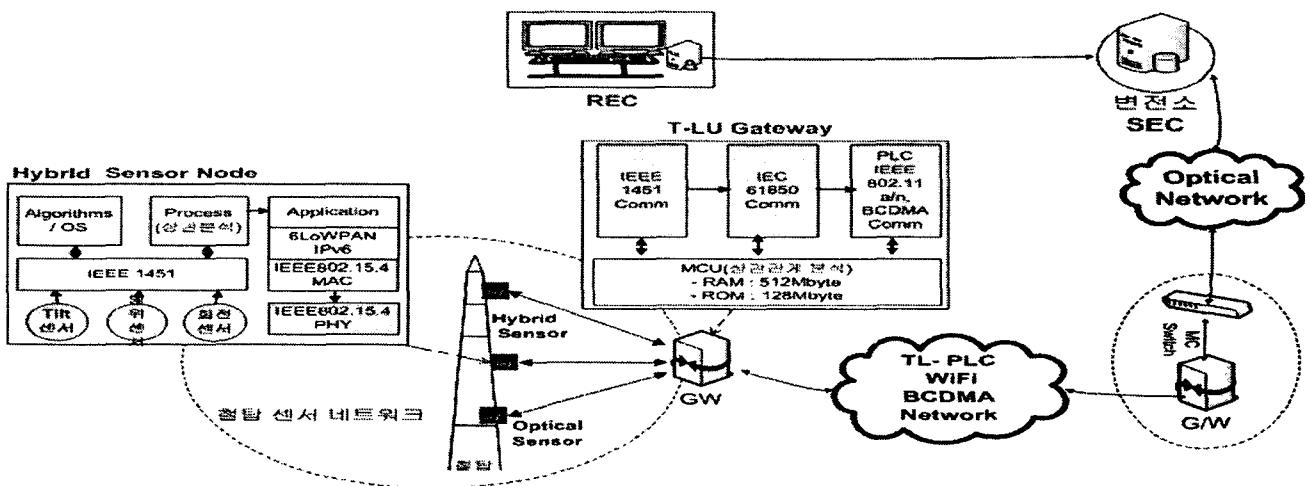 REC
변전소
SEC
T-LU Gateway
IEEE
1451
Comm
IEC
61850
Comm
PLC
IEEE
802.11
a/n,
BCDMA
Comm
MCU(상관관계 분석)
- RAM : 512Mbyte
- ROM : 128Mbyte
Hybrid Sensor Node
Algorithms
/ OS
Process
(상관분석)
Application
6LoWPAN
IPv6
IEEE802.15.4
MAC
IEEE802.15.4
PHY
IEEE 1451
Tilt
센서
회전
센서
Hybrid
Sensor
Optical
Sensor
철탑
철탑 센서 네트워크
GW
TL- PLC
WiFi
BCDMA
Network
Optical
Network
MC
Switch
G/W